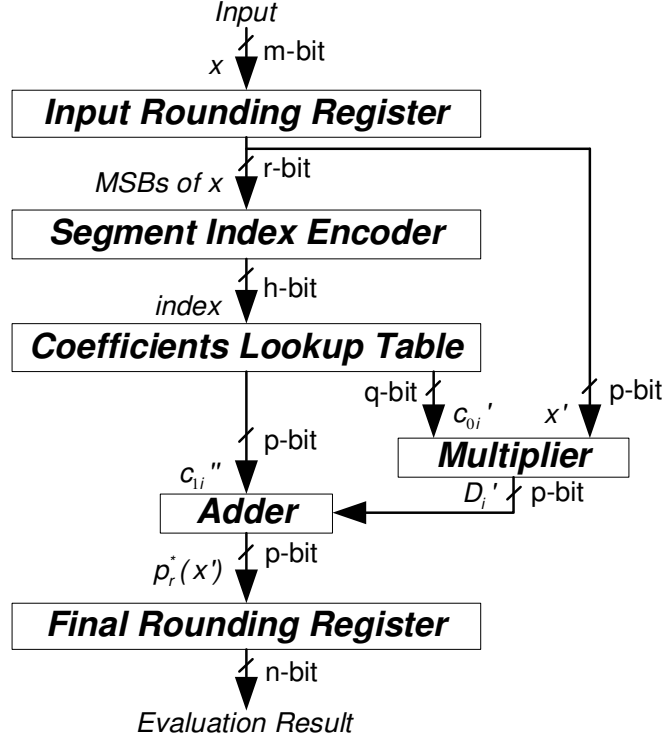 Input
m-bit
x
Input Rounding Register
r-bit
MSBs of x
Segment Index Encoder
h-bit
index
Coefficients Lookup Table
q-bit
p-bit
c₀ᵢ'
x'
p-bit
Multiplier
c₁ᵢ''
Dᵢ'
p-bit
Adder
p-bit
pᵣ*(x')
Final Rounding Register
n-bit
Evaluation Result